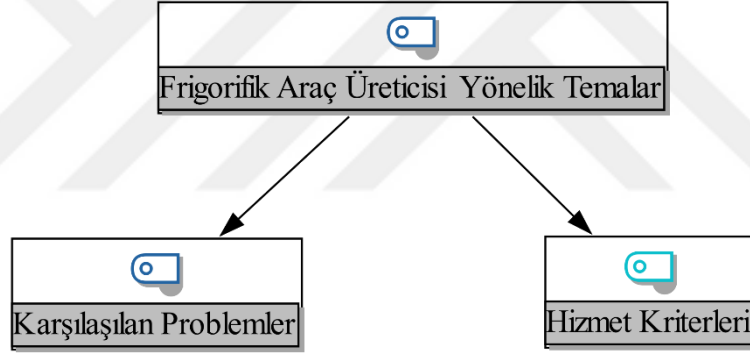 Frigorifik Araç Üreticisi  Yönelik Temalar
Karşılaşılan Problemler
Hizmet Kriterleri